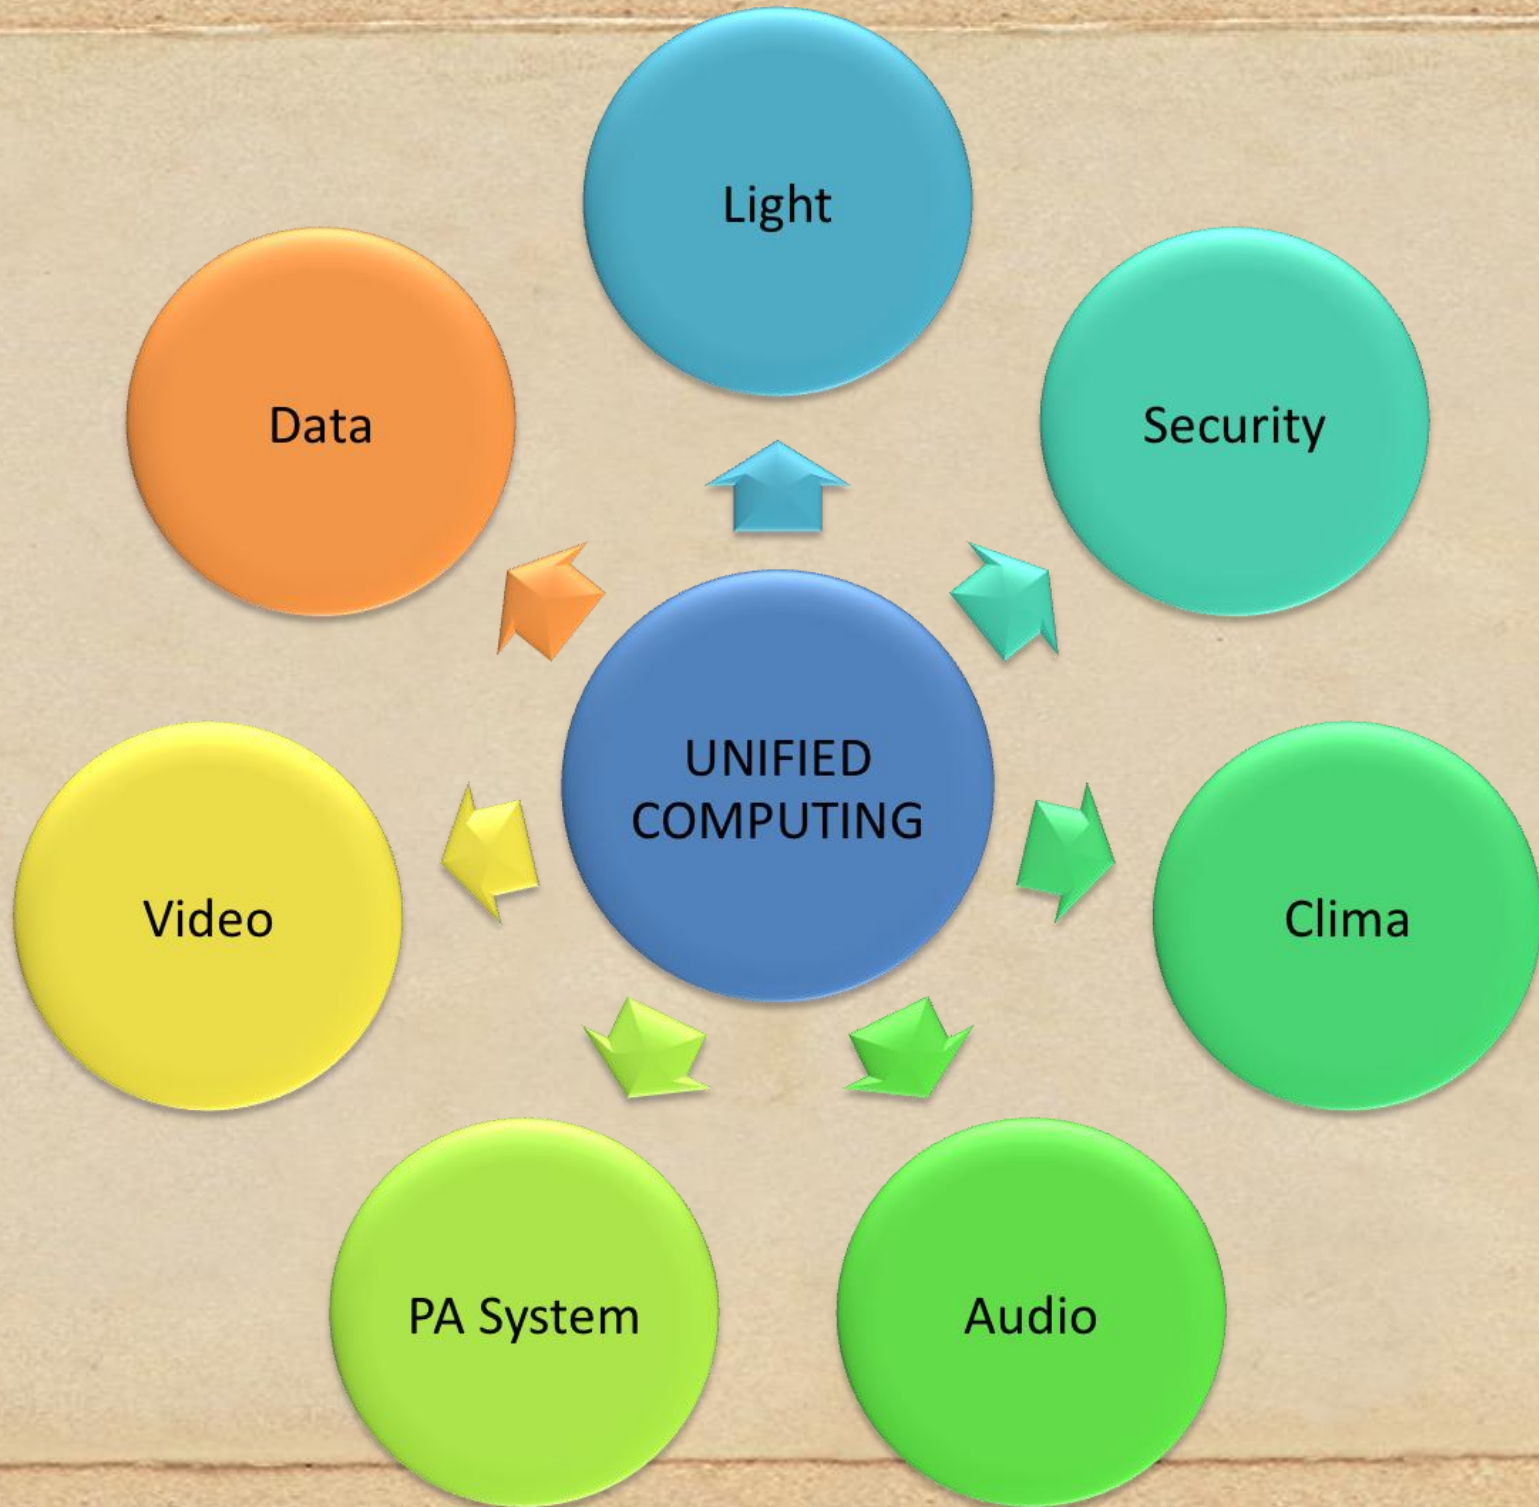 Light
Data
Security
UNIFIED
COMPUTING
Video
Clima
PA System
Audio